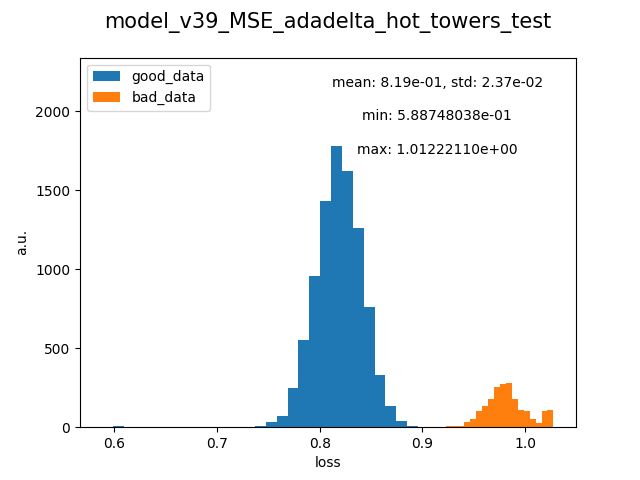 model_v39_MSE_adadelta_hot_towers_test
good_data
bad_data
mean: 8.19e-01, std: 2.37e-02
min: 5.88748038e-01
max: 1.01222110e+00
2000
1500
1000
500
0
a.u.
0.6
0.7
0.8
0.9
1.0
loss